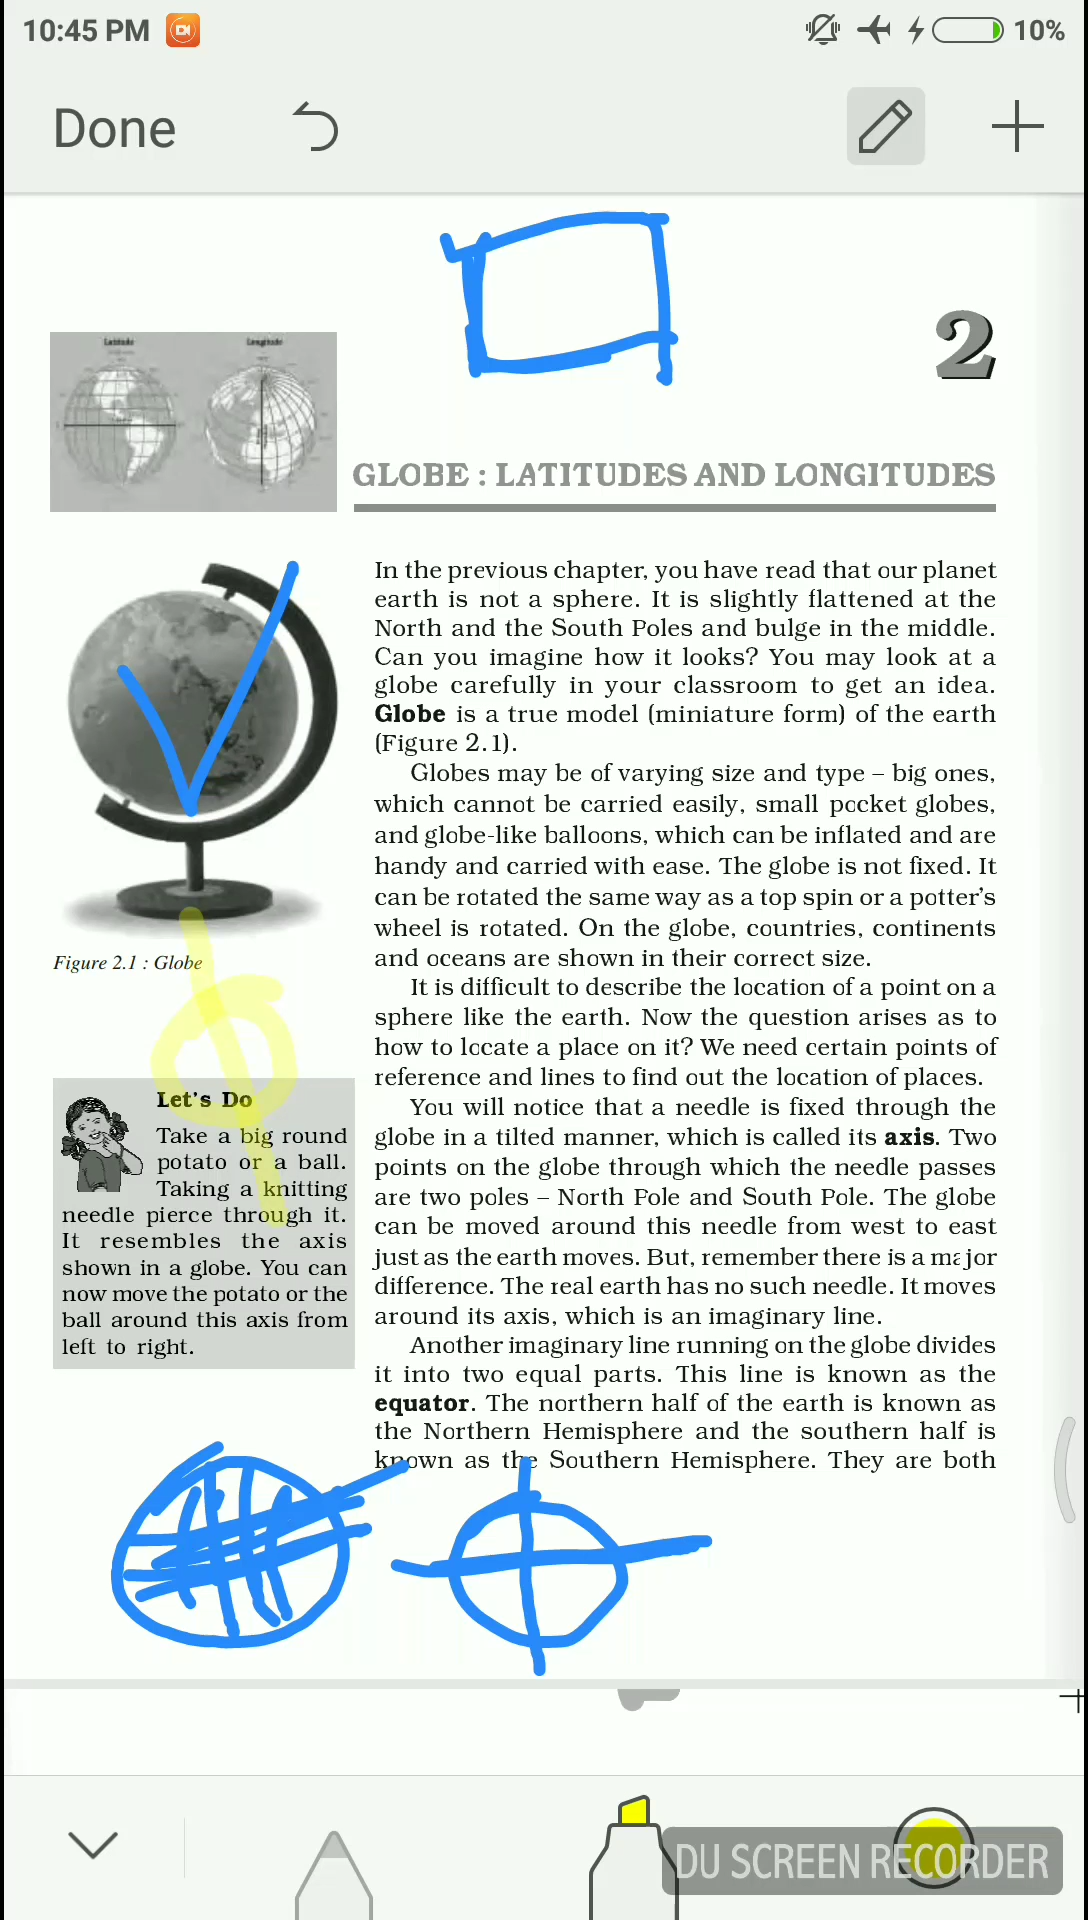 10:45 PM
10%
Done
Latitude
Longitude
2
GLOBE : LATITUDES AND LONGITUDES
In the previous chapter, you have read that our planet
earth is not a sphere. It is slightly flattened at the
North and the South Poles and bulge in the middle.
Can you imagine how it looks? You may look at a
globe carefully in your classroom to get an idea.
Globe is a true model (miniature form) of the earth
(Figure 2.1).
Globes may be of varying size and type – big ones,
which cannot be carried easily, small pocket globes,
and globe-like balloons, which can be inflated and are
handy and carried with ease. The globe is not fixed. It
can be rotated the same way as a top spin or a potter's
wheel is rotated. On the globe, countries, continents
and oceans are shown in their correct size.
It is difficult to describe the location of a point on a
sphere like the earth. Now the question arises as to
how to locate a place on it? We need certain points of
reference and lines to find out the location of places.
You will notice that a needle is fixed through the
globe in a tilted manner, which is called its axis. Two
points on the globe through which the needle passes
are two poles – North Pole and South Pole. The globe
can be moved around this needle from west to east
just as the earth moves. But, remember there is a major
difference. The real earth has no such needle. It moves
around its axis, which is an imaginary line.
Another imaginary line running on the globe divides
it into two equal parts. This line is known as the
equator. The northern half of the earth is known as
the Northern Hemisphere and the southern half is
known as the Southern Hemisphere. They are both
Figure 2.1 : Globe
Let's Do
Take a big round
potato or a ball.
Taking a knitting
needle pierce through it.
It resembles the axis
shown in a globe. You can
now move the potato or the
ball around this axis from
left to right.
DU SCREEN RECORDER